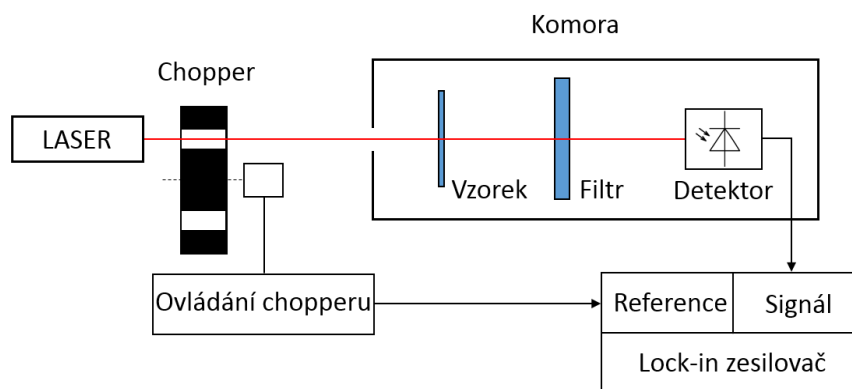 Komora
Chopper
LASER
Vzorek
Filtr
Detektor
Ovládání chopperu
Reference
Signál
Lock-in zesilovač